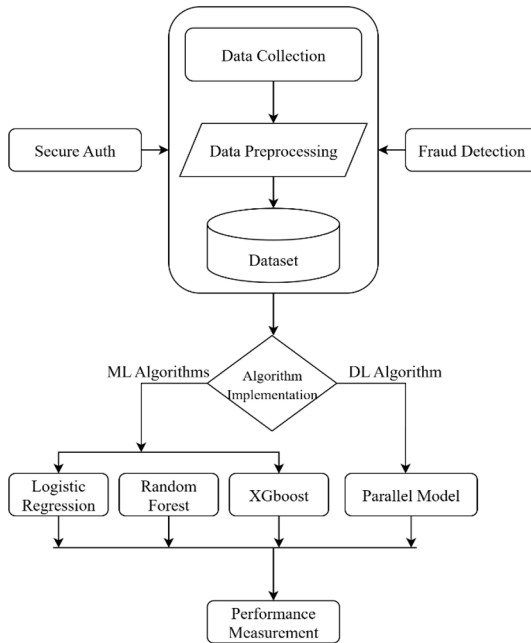 Data Collection
Secure Auth
Data Preprocessing
Fraud Detection
Dataset
ML Algorithms
Algorithm
Implementation
DL Algorithm
Logistic
Regression
Random
Forest
XGboost
Parallel Model
Performance
Measurement